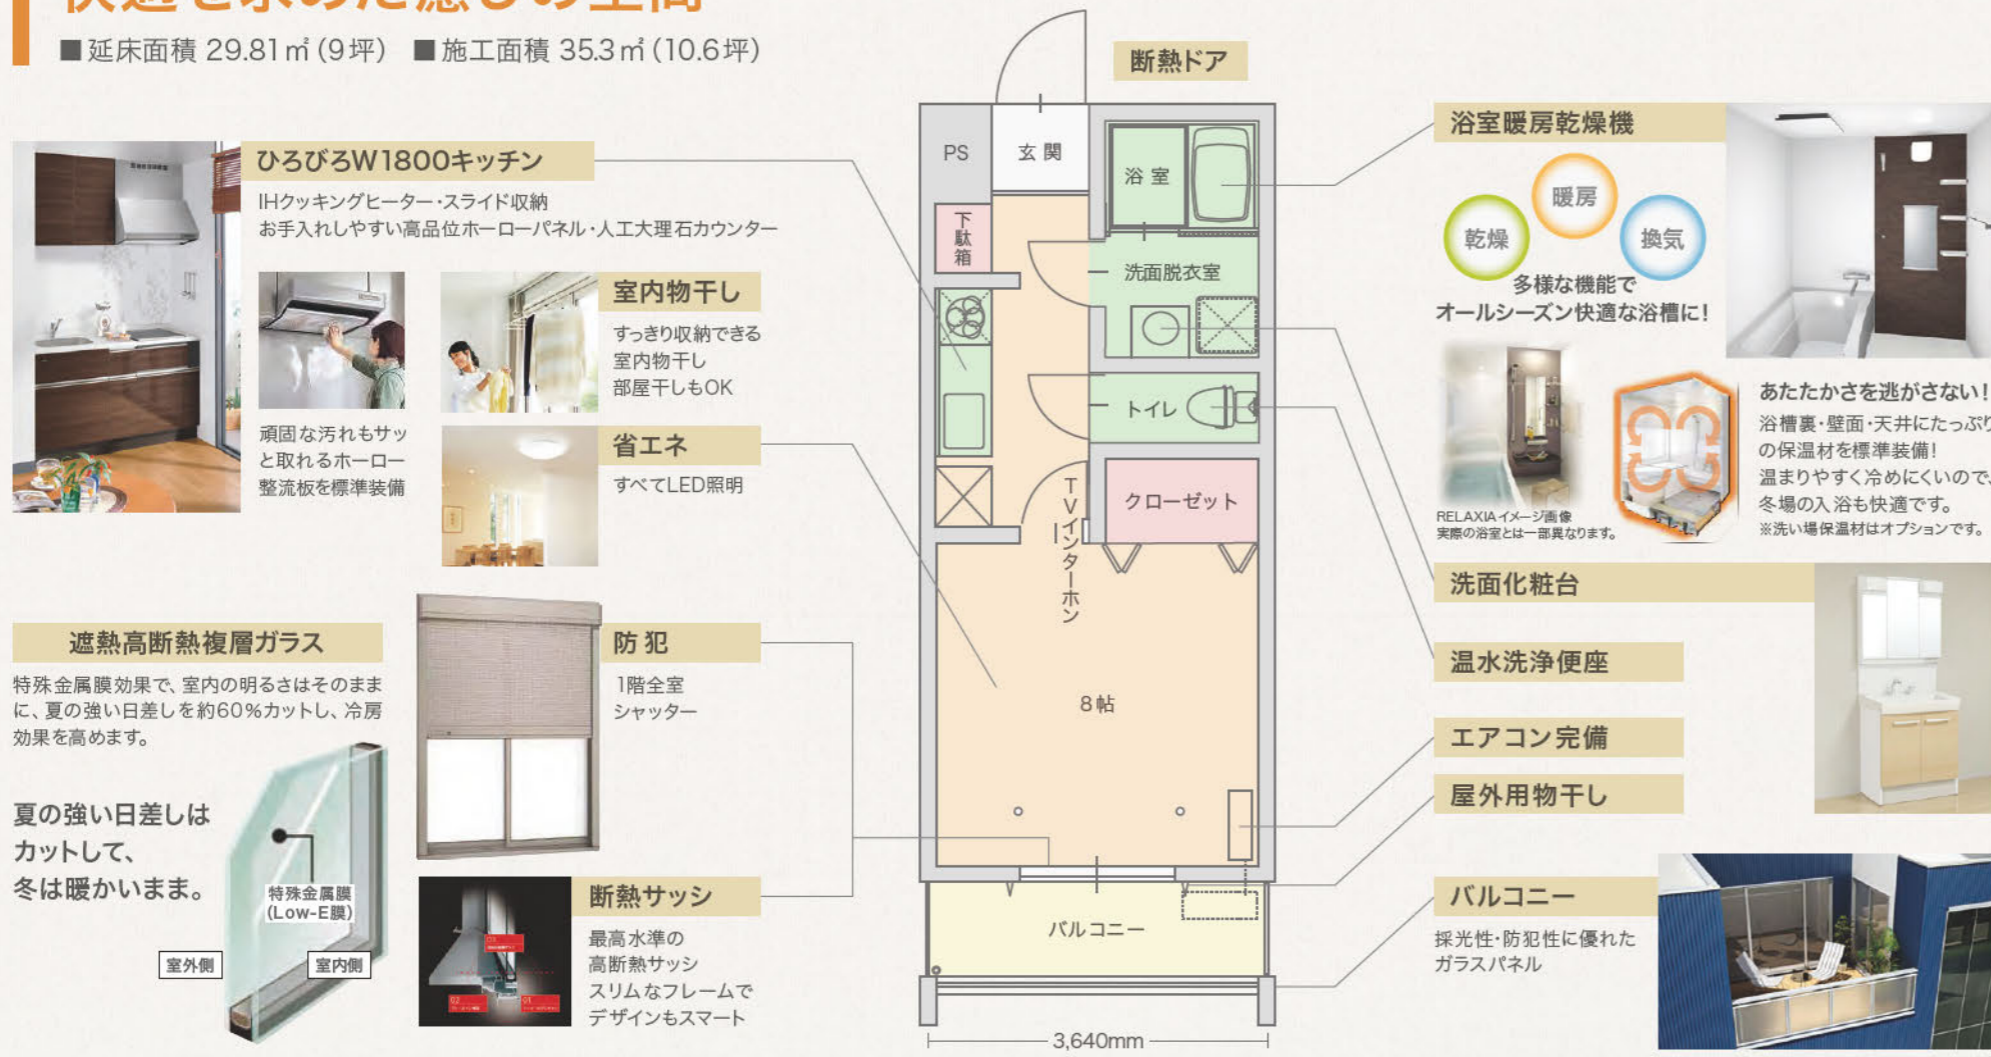 快適を求めた癒しの空間
■延床面積 29.81㎡(9坪) ■施工面積 35.3㎡(10.6坪)
ひろびろW1800キッチン
IHクッキングヒーター・スライド収納
お手入れしやすい高品位ホーローパネル・人工大理石カウンター
頑固な汚れもサッ
と取れるホーロー
整流板を標準装備
室内物干し
すっきり収納できる
室内物干し
部屋干しもOK
省エネ
すべてLED照明
遮熱高断熱複層ガラス
特殊金属膜効果で、室内の明るさはそのまま
に、夏の強い日差しを約60%カットし、冷房
効果を高めます。
夏の強い日差しは
カットして、
冬は暖かいまま。
特殊金属膜
(Low-E膜)
室外側
室内側
防犯
1階全室
シャッター
断熱サッシ
最高水準の
高断熱サッシ
スリムなフレームで
デザインもスマート
03
02
01
断熱ドア
PS
玄関
浴室
下駄箱
洗面脱衣室
トイレ
クローゼット
TVインターホン
8帖
バルコニー
3,640mm
浴室暖房乾燥機
乾燥
暖房
換気
多様な機能で
オールシーズン快適な浴槽に!
RELAXIAイメージ画像
実際の浴室とは一部異なります。
あたたかさを逃がさない!
浴槽裏・壁面・天井にたっぷり
の保温材を標準装備!
温まりやすく冷めにくいので、
冬場の入浴も快適です。
※洗い場保温材はオプションです。
洗面化粧台
温水洗浄便座
エアコン完備
屋外用物干し
バルコニー
採光性・防犯性に優れた
ガラスパネル